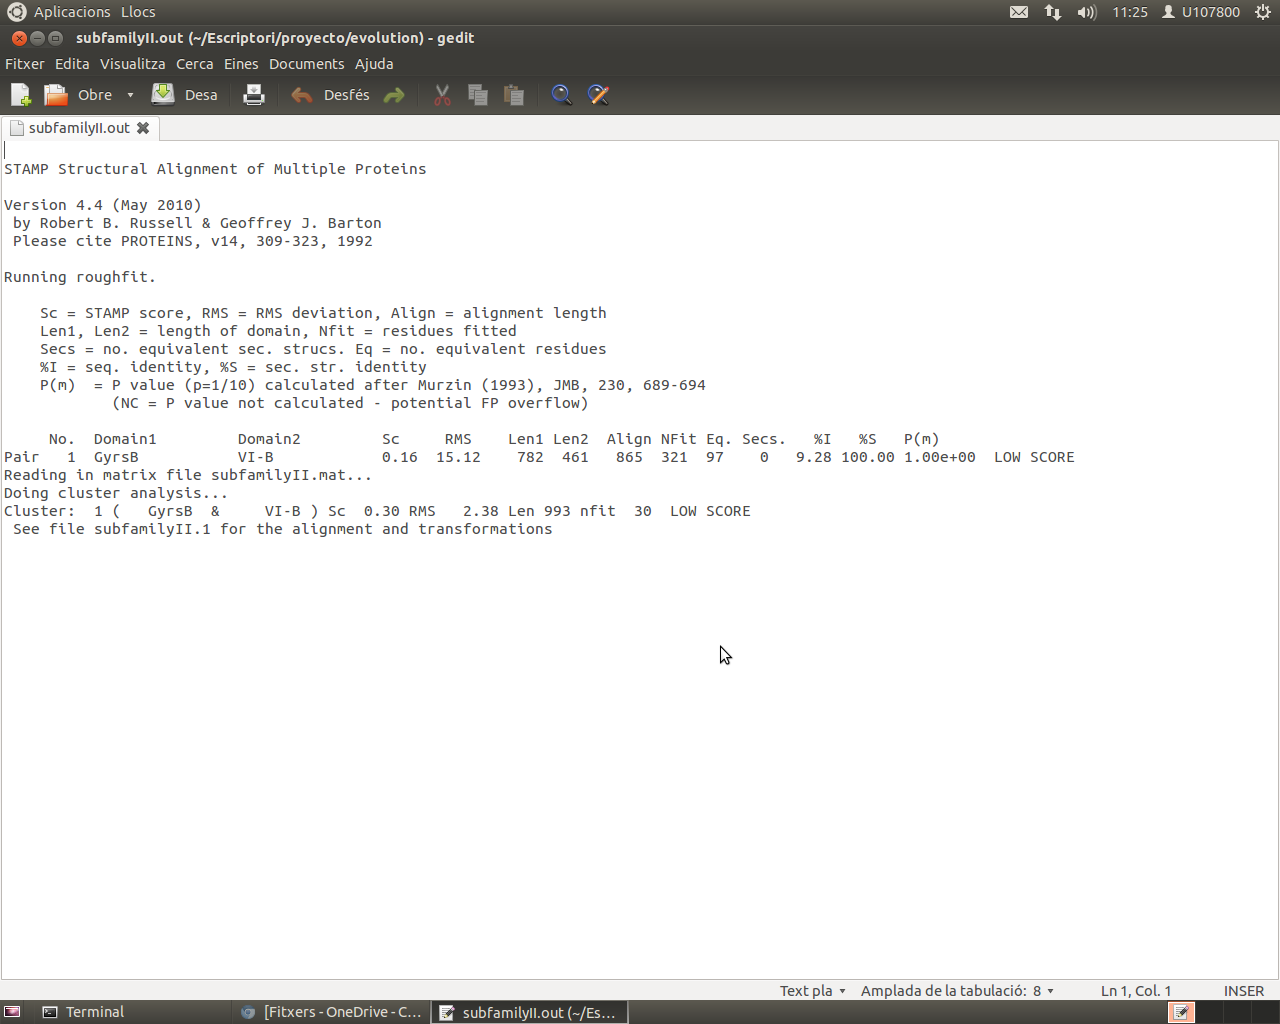 Aplicacions Llocs 11:25 U107800
subfamilyII.out (~/Escriptori/proyecto/evolution) - gedit
Fitxer Edita Visualitza Cerca Eines Documents Ajuda
Obre Desa Desfés
subfamilyII.out
STAMP Structural Alignment of Multiple Proteins
Version 4.4 (May 2010)
by Robert B. Russell & Geoffrey J. Barton
Please cite PROTEINS, v14, 309-323, 1992
Running roughfit.
Sc = STAMP score, RMS = RMS deviation, Align = alignment length
Len1, Len2 = length of domain, Nfit = residues fitted
Secs = no. equivalent sec. strucs. Eq = no. equivalent residues
%I = seq. identity, %S = sec. str. identity
P(m)  = P value (p=1/10) calculated after Murzin (1993), JMB, 230, 689-694
(NC = P value not calculated - potential FP overflow)
No.  Domain1         Domain2         Sc     RMS    Len1 Len2  Align NFit Eq. Secs.   %I   %S   P(m)
Pair   1  GyrsB           VI-B            0.16  15.12    782  461   865  321  97    0   9.28 100.00 1.00e+00  LOW SCORE
Reading in matrix file subfamilyII.mat...
Doing cluster analysis...
Cluster:  1 (   GyrsB  &     VI-B ) Sc  0.30 RMS   2.38 Len 993 nfit  30  LOW SCORE
See file subfamilyII.1 for the alignment and transformations
Text pla Amplada de la tabulació: 8 Ln 1, Col. 1 INSER
Terminal [Fitxers - OneDrive - C... subfamilyII.out (~/Es...